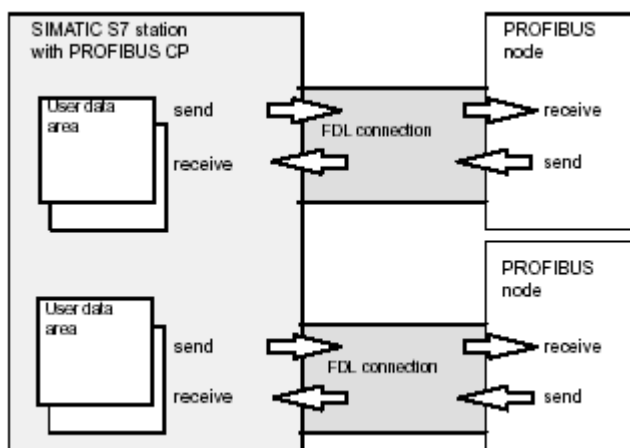 SIMATIC S7 station
with PROFIBUS CP
PROFIBUS
node
User data
area
send
receive
FDL connection
receive
send
PROFIBUS
node
User data
area
send
receive
FDL connection
receive
send